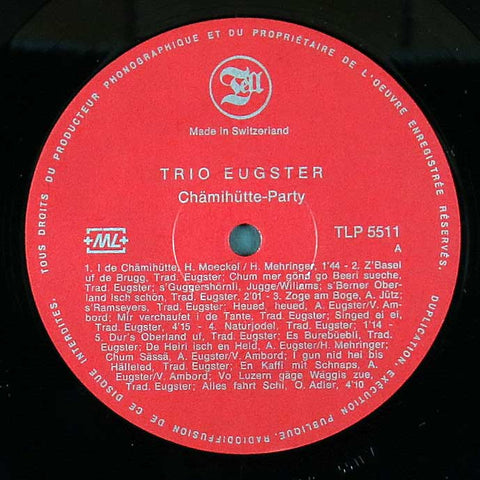 TOUS DROITS DU PRODUCTEUR PHONOGRAPHIQUE ET DU PROPRIÉTAIRE DE L'OEUVRE ENREGISTRÉE RÉSERVÉS. DUPLICATION, EXÉCUTION PUBLIQUE, RADIODIFFUSION DE CE DISQUE INTERDITES.
Tell
Made in Switzerland
TRIO EUGSTER
Chämihütte-Party
+ML+
TLP 5511
A
1. I de Chämihütte, H. Moeckel / H. Mehringer, 1'44 - 2. Z'Basel
uf de Brugg, Trad. Eugster; Chum mer gönd go Beeri sueche,
Trad. Eugster; s'Guggershörnli, Jugge/Willams; s'Berner Ober-
land isch schön, Trad. Eugster, 2'01 - 3. Zoge am Boge, A. Jütz;
s'Ramseyers, Trad. Eugster; Heueä, heueä, A. Eugster/V. Am-
bord; Mir verchaufet i de Tante, Trad. Eugster; Singed ei ei,
Trad. Eugster, 4'15 - 4. Naturjodel, Trad. Eugster; 1'14 -
5. Dur's Oberland uf, Trad. Eugster; Es Burebüebli, Trad.
Eugster; De Heiri isch en Heid, A. Eugster/H. Mehringer;
Chum Sässä, A. Eugster/V. Ambord; I gun nid hei bis
Hälleled, Trad. Eugster; En Kaffi mit Schnaps, A.
Eugster/V. Ambord; Vo Luzern gäge Wäggis zue,
Trad. Eugster; Alles fahrt Schi, O. Adler, 4'10